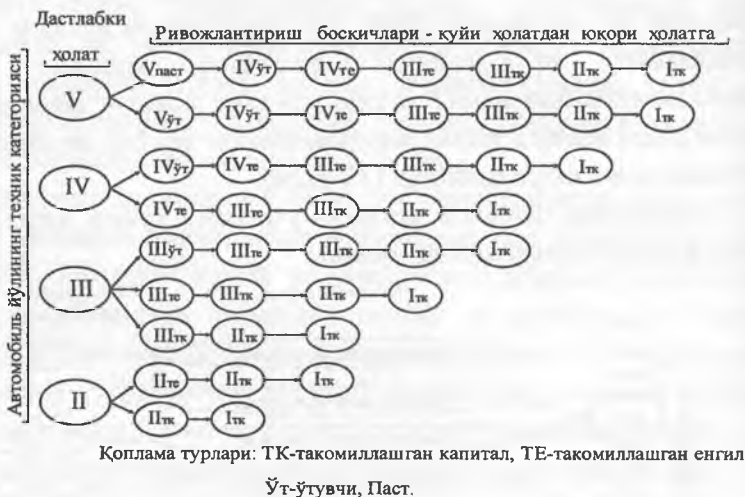 Дастлабки
ҳолат
Ривожлантириш босқичлари - қуйи ҳолатдан юқори ҳолатга
Автомобиль йўлининг техник категорияси
V
Vпаст IVўт IVте IIIте IIIтк IIтк Iтк
Vўт IVўт IVте IIIте IIIтк IIтк Iтк
IV
IVўт IVте IIIте IIIтк IIтк Iтк
IVте IIIте IIIтк IIтк Iтк
III
IIIўт IIIте IIIтк IIтк Iтк
IIIте IIIтк IIтк Iтк
IIIтк IIтк Iтк
II
IIте IIтк Iтк
IIтк Iтк
Қоплама турлари: ТК-такомиллашган капитал, ТЕ-такомиллашган енгил
Ўт-ўтувчи, Паст.